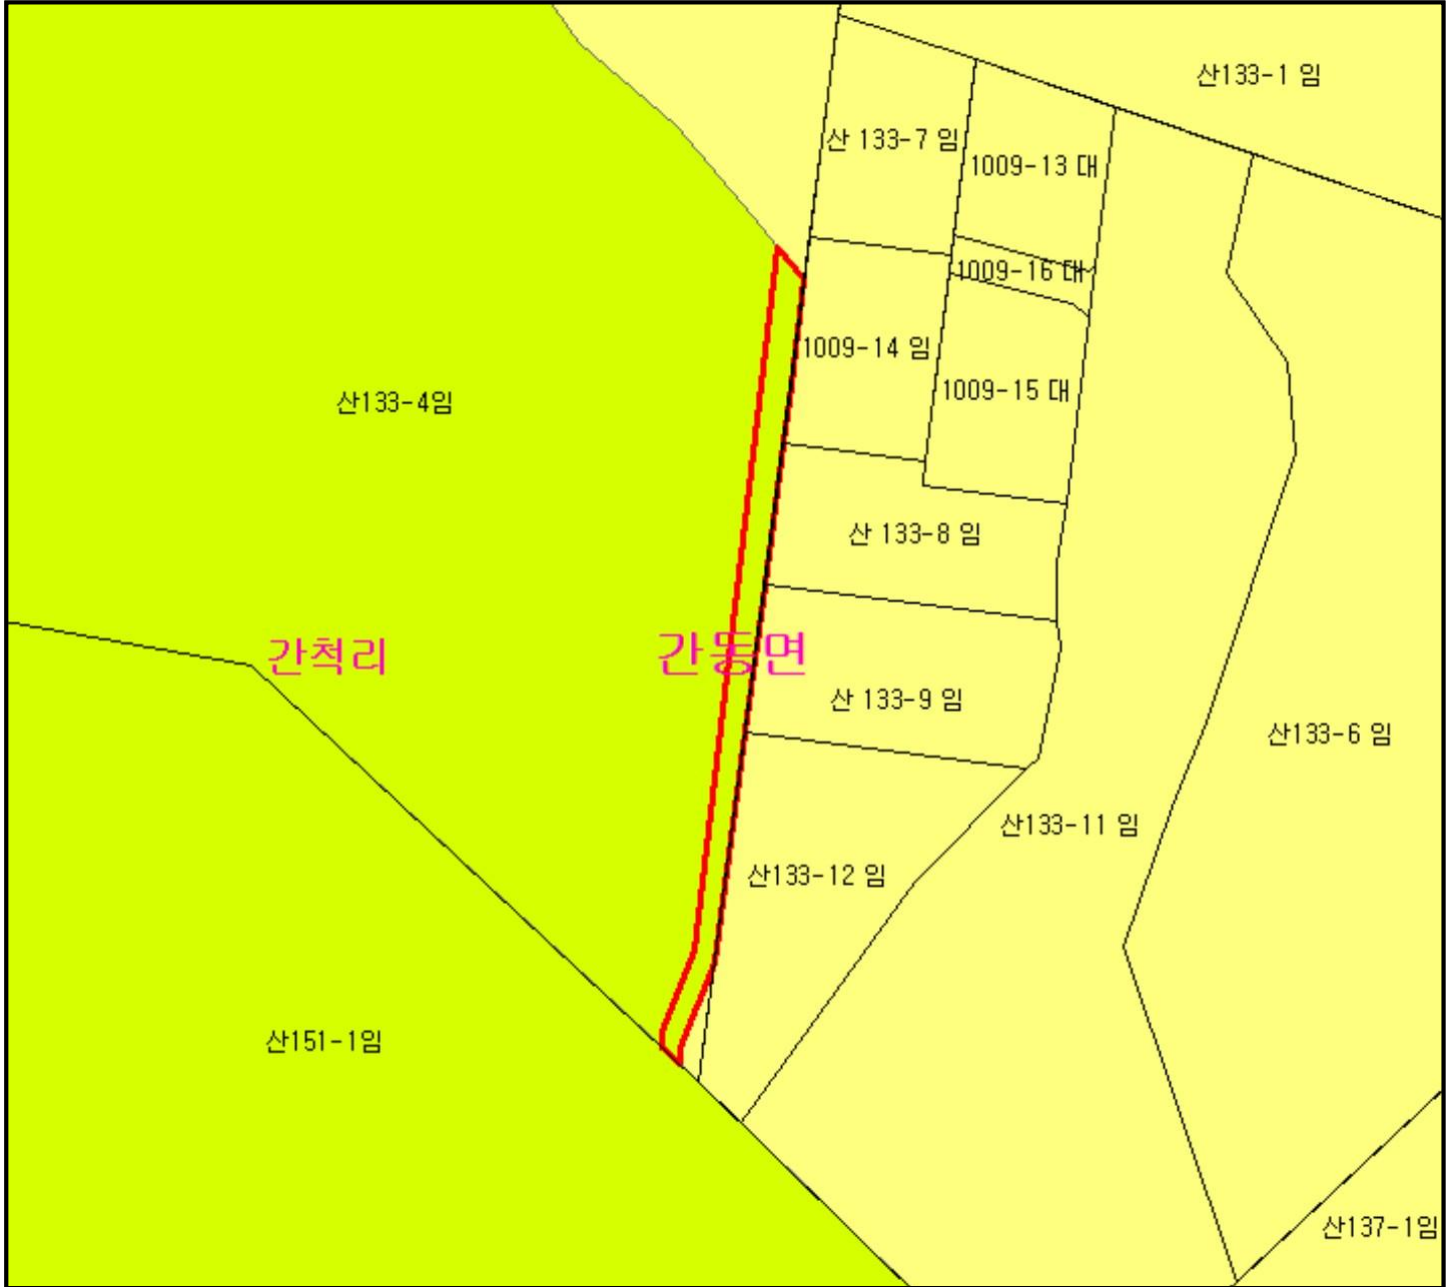 산133-1 임
산 133-7 임
1009-13 대
1009-16 대
1009-14 임
1009-15 대
산133-4임
산 133-8 임
간척리
간동면
산 133-9 임
산133-6 임
산133-11 임
산133-12 임
산151-1임
산137-1임